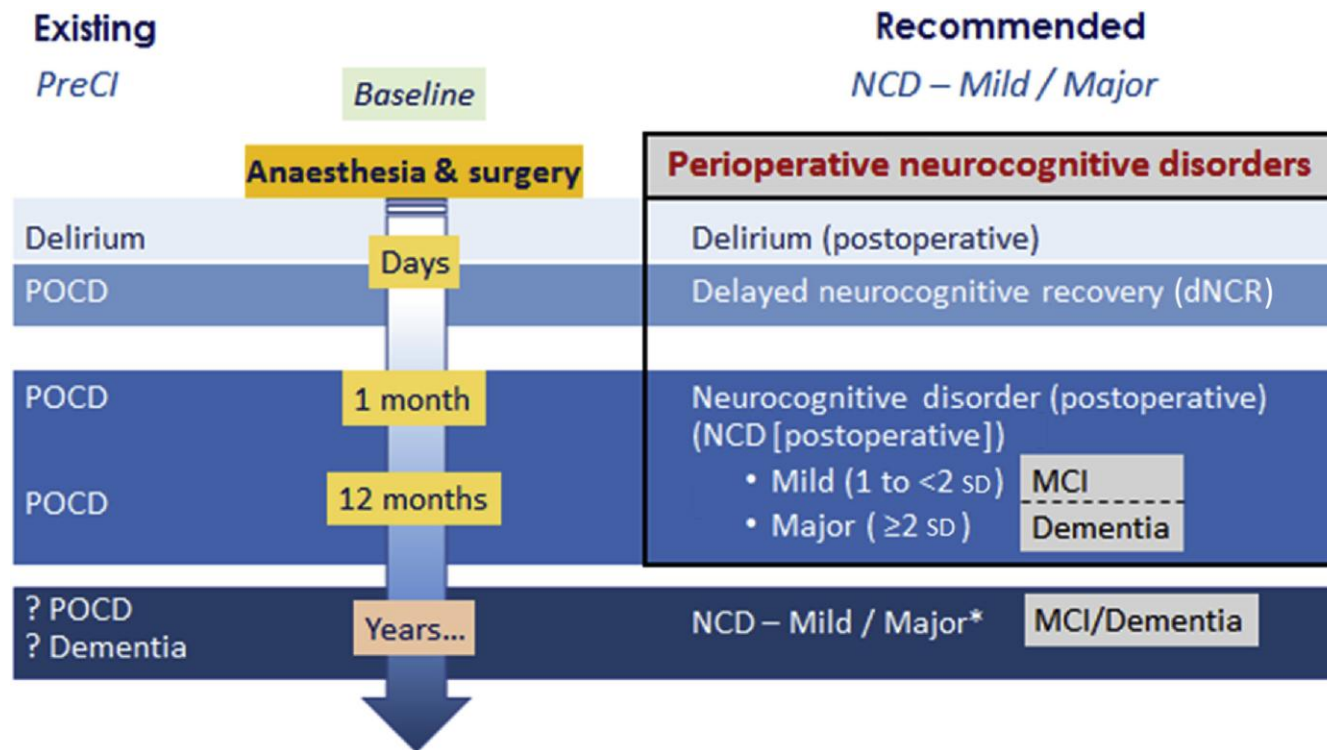 Existing
Recommended
PreCI
Baseline
NCD – Mild / Major
Anaesthesia & surgery
Perioperative neurocognitive disorders
Delirium
Days
Delirium (postoperative)
POCD
Delayed neurocognitive recovery (dNCR)
POCD
1 month
Neurocognitive disorder (postoperative)
(NCD [postoperative])
POCD
12 months
• Mild (1 to <2 SD)
MCI
• Major ( ≥2 SD )
Dementia
? POCD
? Dementia
Years...
NCD – Mild / Major*
MCI/Dementia